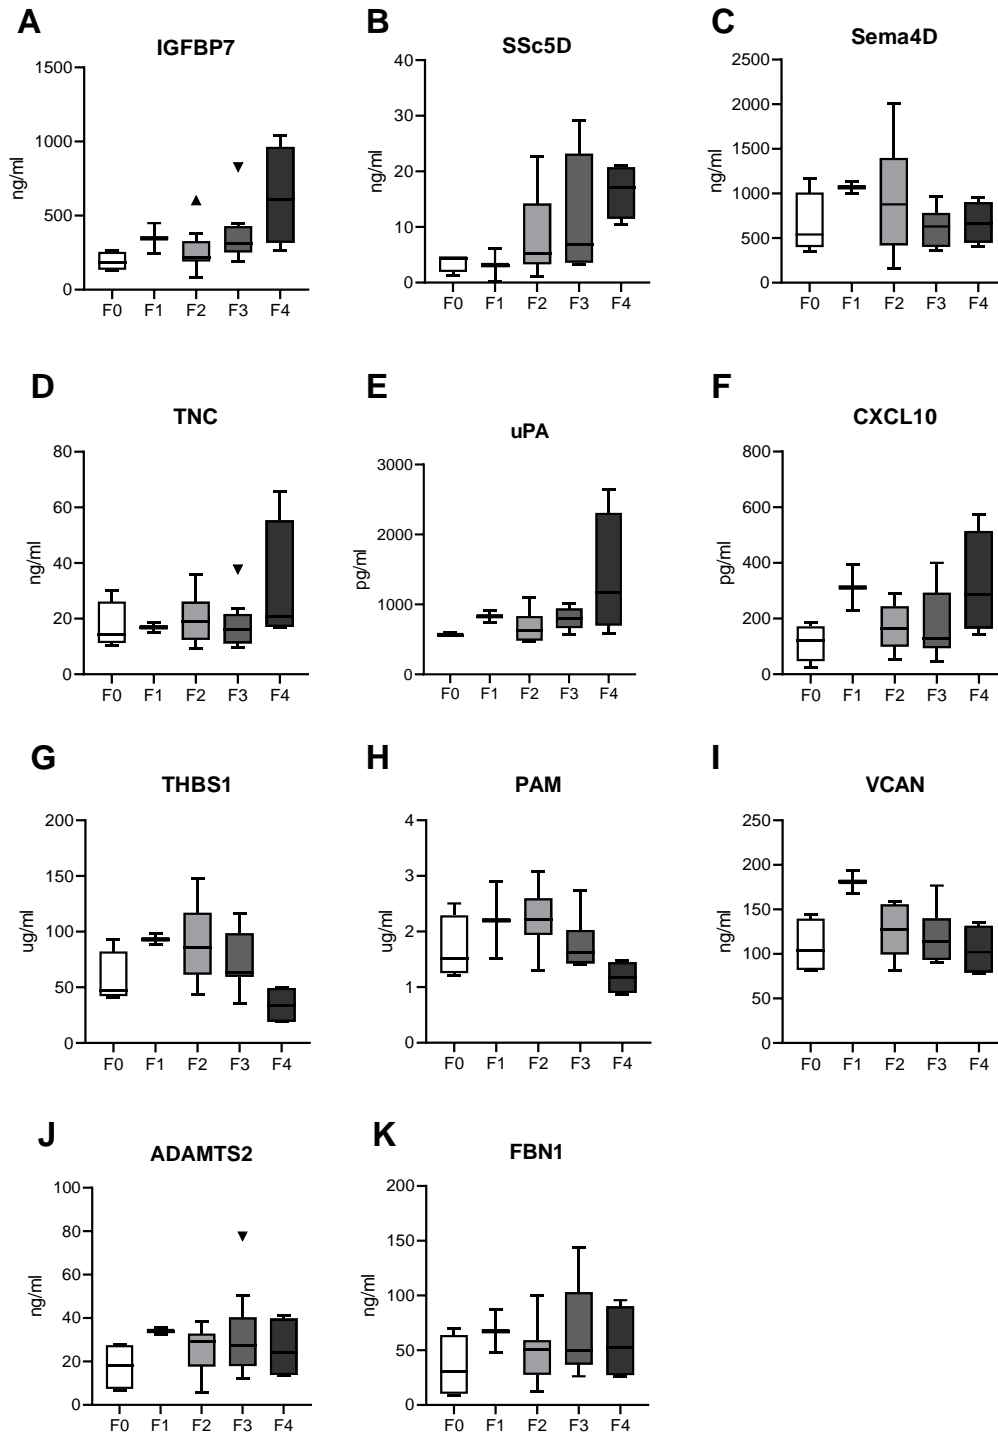 A
IGFBP7
1500
1000
500
0
ng/ml
F0 F1 F2 F3 F4
B
SSc5D
40
30
20
10
0
ng/ml
F0 F1 F2 F3 F4
C
Sema4D
2500
2000
1500
1000
500
0
ng/ml
F0 F1 F2 F3 F4
D
TNC
80
60
40
20
0
ng/ml
F0 F1 F2 F3 F4
E
uPA
3000
2000
1000
0
pg/ml
F0 F1 F2 F3 F4
F
CXCL10
800
600
400
200
0
pg/ml
F0 F1 F2 F3 F4
G
THBS1
200
150
100
50
0
ug/ml
F0 F1 F2 F3 F4
H
PAM
4
3
2
1
0
ug/ml
F0 F1 F2 F3 F4
I
VCAN
250
200
150
100
50
0
ng/ml
F0 F1 F2 F3 F4
J
ADAMTS2
100
80
60
40
20
0
ng/ml
F0 F1 F2 F3 F4
K
FBN1
200
150
100
50
0
ng/ml
F0 F1 F2 F3 F4